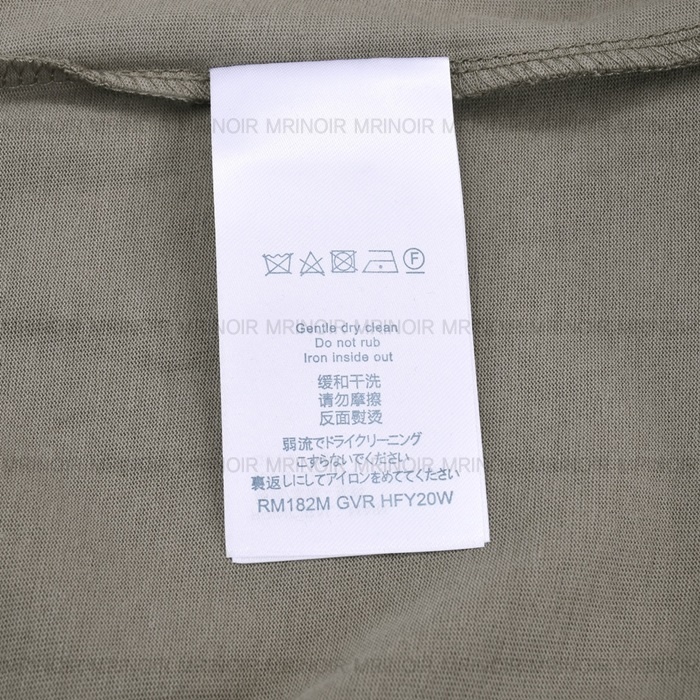 MRINOIR MRINOIR MRINOIR
F
MRINOIR MRINOIR MRINOIR
Gentle dry clean
Do not rub
Iron inside out
缓和干洗
请勿摩擦
反面熨烫
弱流でドライクリーニング
こすらないでください
裏返しにしてアイロンをめててください
MRINOIR MRINOIR MRINOIR
RM182M GVR HFY20W
MRINOIR MRINOIR MRINOIR